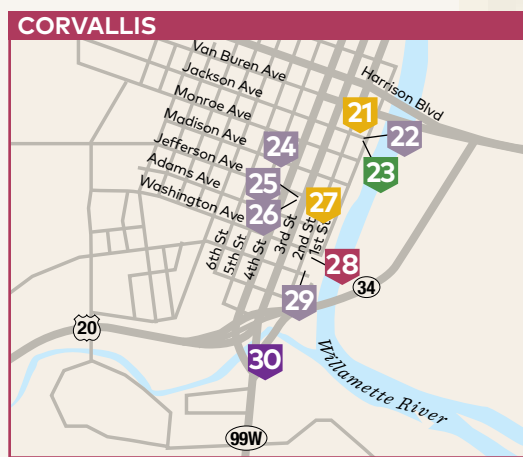 CORVALLIS
Van Buren Ave
Harrison Blvd
Jackson Ave
Monroe Ave
Madison Ave
Jefferson Ave
Adams Ave
Washington Ave
21
22
23
24
25
26
27
6th St
5th St
4th St
3rd St
2nd St
1st St
28
29
34
20
30
Willamette River
99W